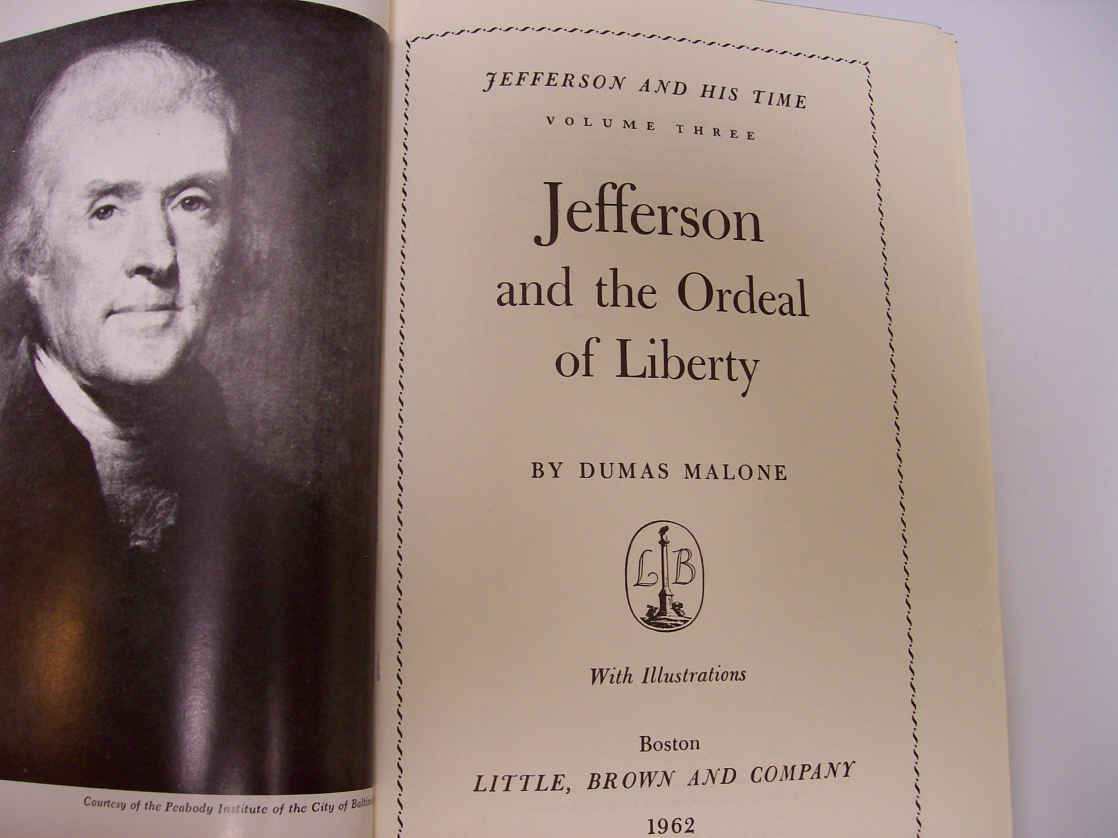 JEFFERSON AND HIS TIME
VOLUME THREE
Jefferson
and the Ordeal
of Liberty
BY DUMAS MALONE
L B
With Illustrations
Boston
LITTLE, BROWN AND COMPANY
1962
Courtesy of the Peabody Institute of the City of